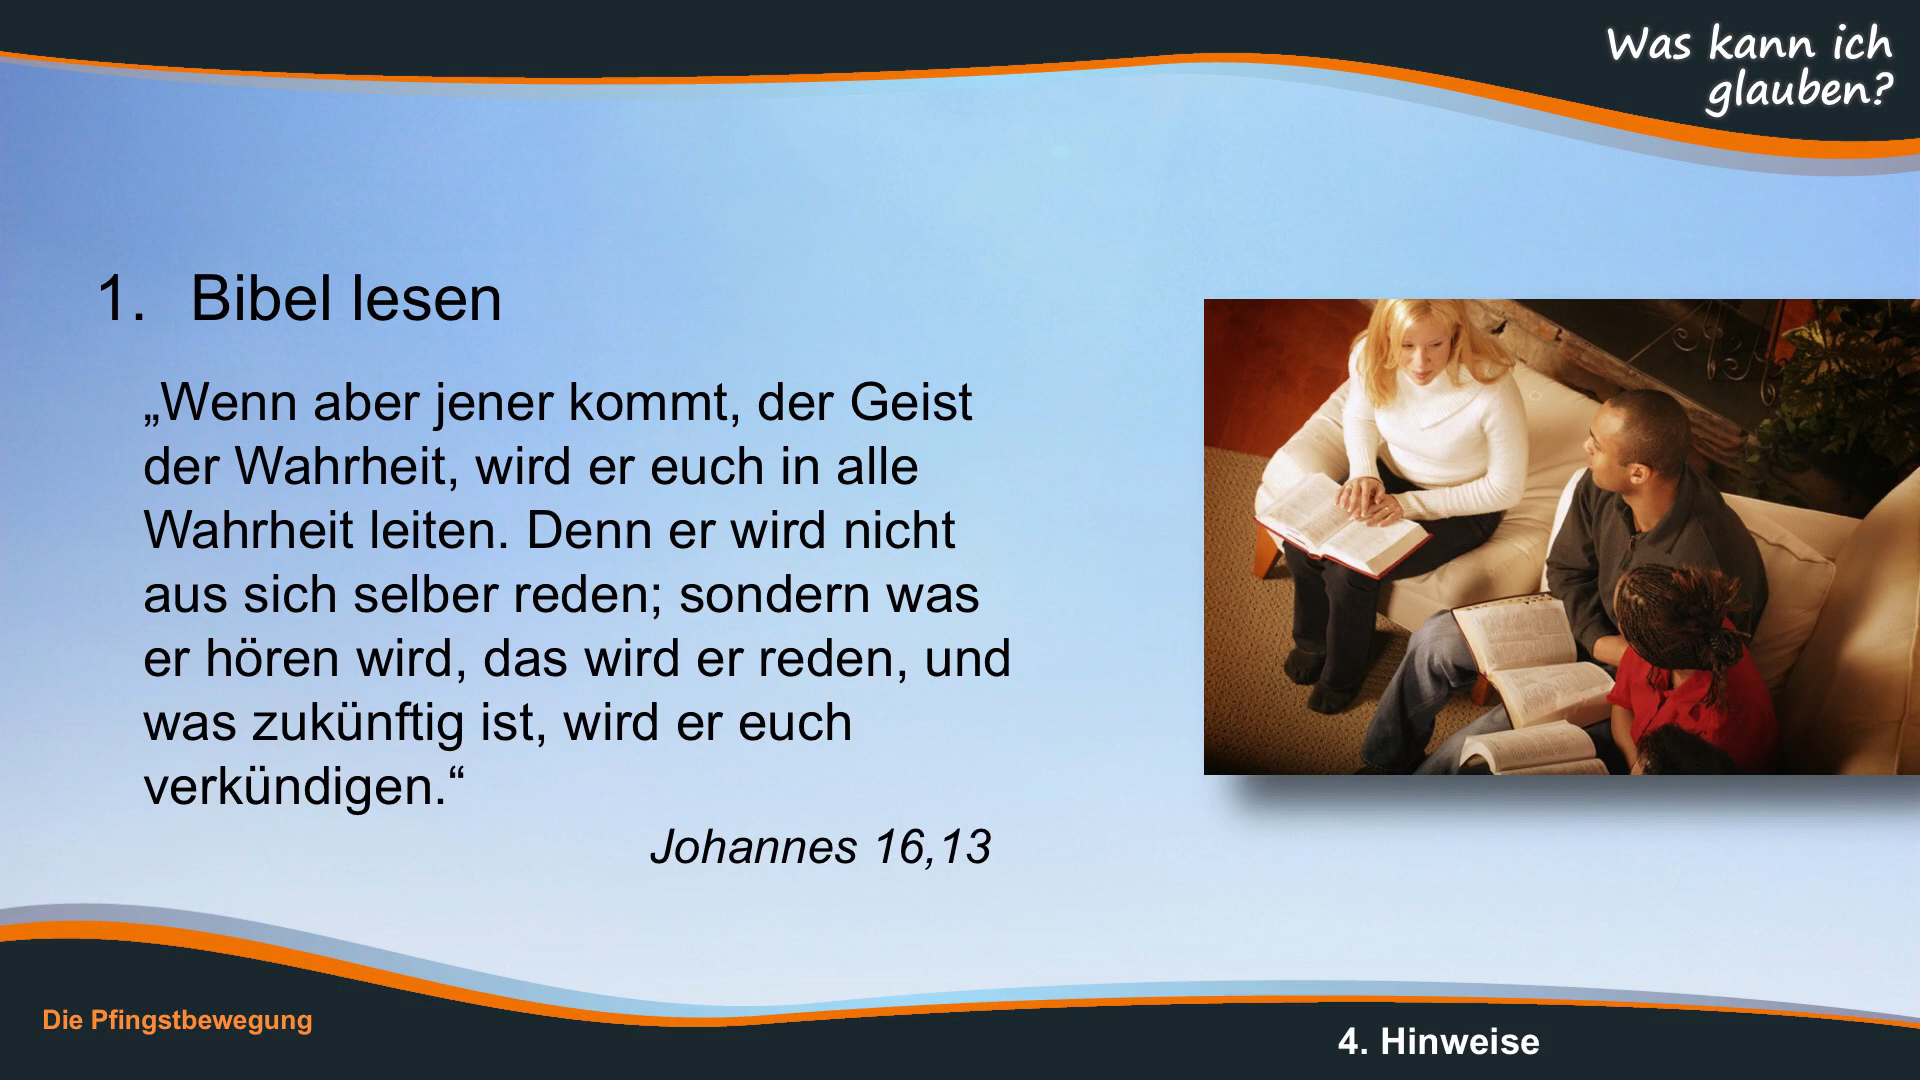 Was kann ich
glauben?
1. Bibel lesen
„Wenn aber jener kommt, der Geist
der Wahrheit, wird er euch in alle
Wahrheit leiten. Denn er wird nicht
aus sich selber reden; sondern was
er hören wird, das wird er reden, und
was zukünftig ist, wird er euch
verkündigen.“
Johannes 16,13
Die Pfingstbewegung
4. Hinweise